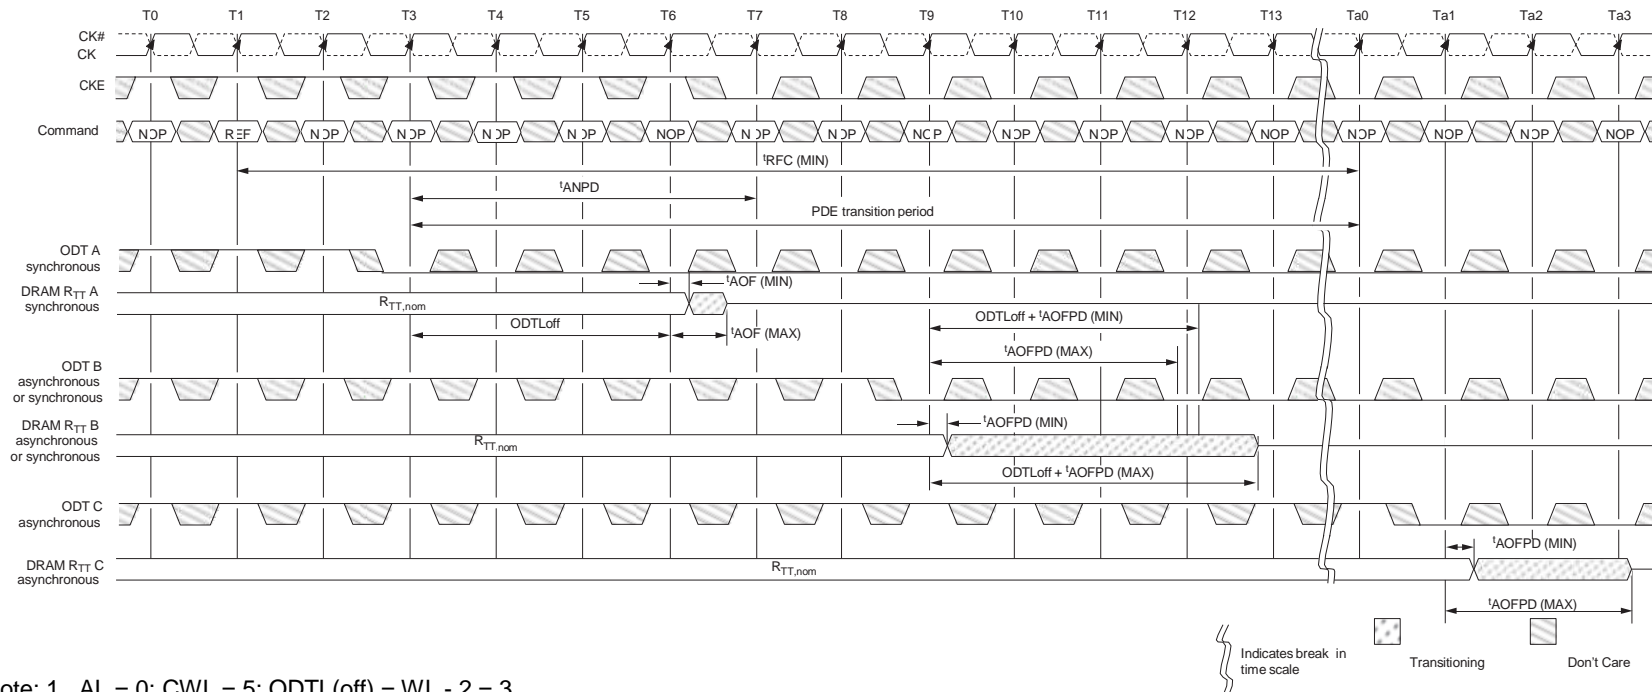 T0 T1 T2 T3 T4 T5 T6 T7 T8 T9 T10 T11 T12 T13 Ta0 Ta1 Ta2 Ta3
CK#
CK
CKE
Command NOP REF NOP NOP NOP NOP NOP NOP NOP NOP NOP NOP NOP NOP NOP NOP NOP NOP
tRFC (MIN)
tANPD
PDE transition period
ODT A
synchronous
DRAM RTT A
synchronous
RTT,nom
tAOF (MIN)
ODTLoff
tAOF (MAX)
ODTLoff + tAOFPD (MIN)
tAOFPD (MAX)
ODT B
asynchronous
or synchronous
DRAM RTT B
asynchronous
or synchronous
RTT,nom
tAOFPD (MIN)
ODTLoff + tAOFPD (MAX)
ODT C
asynchronous
DRAM RTT C
asynchronous
RTT,nom
tAOFPD (MIN)
tAOFPD (MAX)
Indicates break in
time scale
Transitioning
Don't Care
ote: 1. AL = 0; CWL = 5; ODTL(off) = WL - 2 = 3